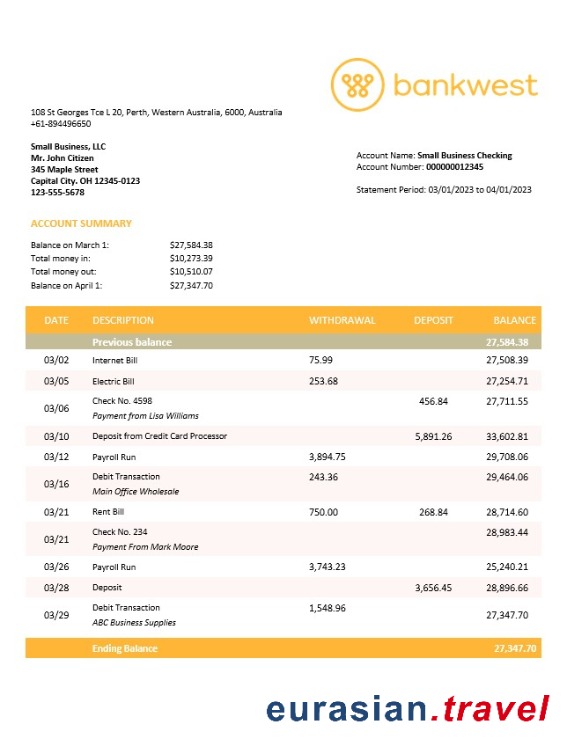 bankwest
108 St Georges Tce L 20, Perth, Western Australia, 6000, Australia
+61-894496650
Small Business, LLC
Mr. John Citizen
345 Maple Street
Capital City. OH 12345-0123
123-555-5678
Account Name: Small Business Checking
Account Number: 000000012345
Statement Period: 03/01/2023 to 04/01/2023
ACCOUNT SUMMARY
Balance on March 1: $27,584.38
Total money in: $10,273.39
Total money out: $10,510.07
Balance on April 1: $27,347.70
DATE DESCRIPTION WITHDRAWAL DEPOSIT BALANCE
Previous balance 27,584.38
03/02 Internet Bill 75.99 27,508.39
03/05 Electric Bill 253.68 27,254.71
03/06 Check No. 4598 456.84 27,711.55
Payment from Lisa Williams
03/10 Deposit from Credit Card Processor 5,891.26 33,602.81
03/12 Payroll Run 3,894.75 29,708.06
03/16 Debit Transaction 243.36 29,464.06
Main Office Wholesale
03/21 Rent Bill 750.00 268.84 28,714.60
03/21 Check No. 234 28,983.44
Payment From Mark Moore
03/26 Payroll Run 3,743.23 25,240.21
03/28 Deposit 3,656.45 28,896.66
03/29 Debit Transaction 1,548.96 27,347.70
ABC Business Supplies
Ending Balance 27,347.70
eurasian.travel